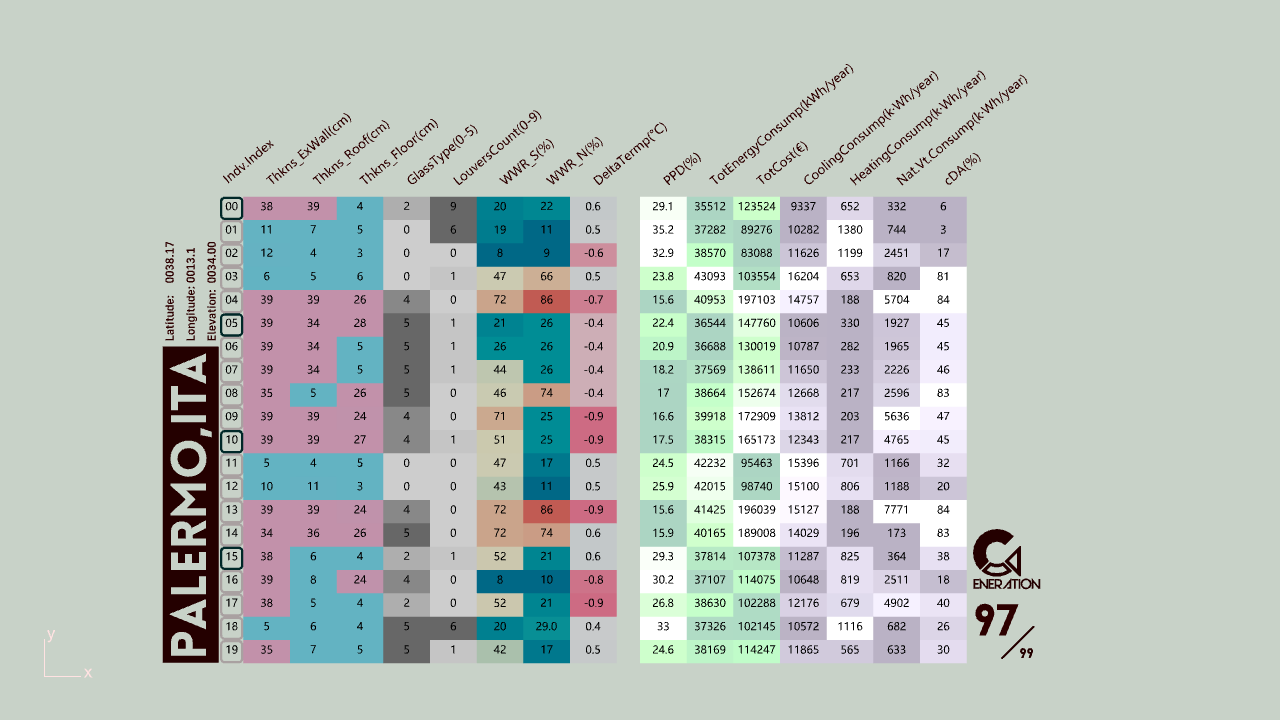 Indv.Index Thkns_ExWall(cm) Thkns_Roof(cm) Thkns_Floor(cm) GlassType(0-5) LouversCount(0-9) WWR_S(%) WWR_N(%) DeltaTermp(°C) PPD(%) TotEnergyConsump(kWh/year) TotCost(€) CoolingConsump(k·Wh/year) HeatingConsump(k·Wh/year) Nat.Vt.Consump(k·Wh/year) cDA(%)
00 38 39 4 2 9 20 22 0.6 29.1 35512 123524 9337 652 332 6
01 11 7 5 0 6 19 11 0.5 35.2 37282 89276 10282 1380 744 3
02 12 4 3 0 0 8 9 -0.6 32.9 38570 83088 11626 1199 2451 17
03 6 5 6 0 1 47 66 0.5 23.8 43093 103554 16204 653 820 81
04 39 39 26 4 0 72 86 -0.7 15.6 40953 197103 14757 188 5704 84
05 39 34 28 5 1 21 26 -0.4 22.4 36544 147760 10606 330 1927 45
06 39 34 5 5 1 26 26 -0.4 20.9 36688 130019 10787 282 1965 45
07 39 34 5 5 1 44 26 -0.4 18.2 37569 138611 11650 233 2226 46
08 35 5 26 5 0 46 74 -0.4 17 38664 152674 12668 217 2596 83
09 39 39 24 4 0 71 25 -0.9 16.6 39918 172909 13812 203 5636 47
10 39 39 27 4 1 51 25 -0.9 17.5 38315 165173 12343 217 4765 45
11 5 4 5 0 0 47 17 0.5 24.5 42232 95463 15396 701 1166 32
12 10 11 3 0 0 43 11 0.5 25.9 42015 98740 15100 806 1188 20
13 39 39 24 4 0 72 86 -0.9 15.6 41425 196039 15127 188 7771 84
14 34 36 26 5 0 72 74 0.6 15.9 40165 189008 14029 196 173 83
15 38 6 4 2 1 52 21 0.6 29.3 37814 107378 11287 825 364 38
16 39 8 24 4 0 8 10 -0.8 30.2 37107 114075 10648 819 2511 18
17 38 5 4 2 0 52 21 -0.9 26.8 38630 102288 12176 679 4902 40
18 5 6 4 5 6 20 29.0 0.4 33 37326 102145 10572 1116 682 26
19 35 7 5 5 1 42 17 0.5 24.6 38169 114247 11865 565 633 30
Latitude: 0038.17
Longitude: 0013.1
Elevation: 0034.00
PALERMO,ITA
G
ENERATION
97/99
y
x